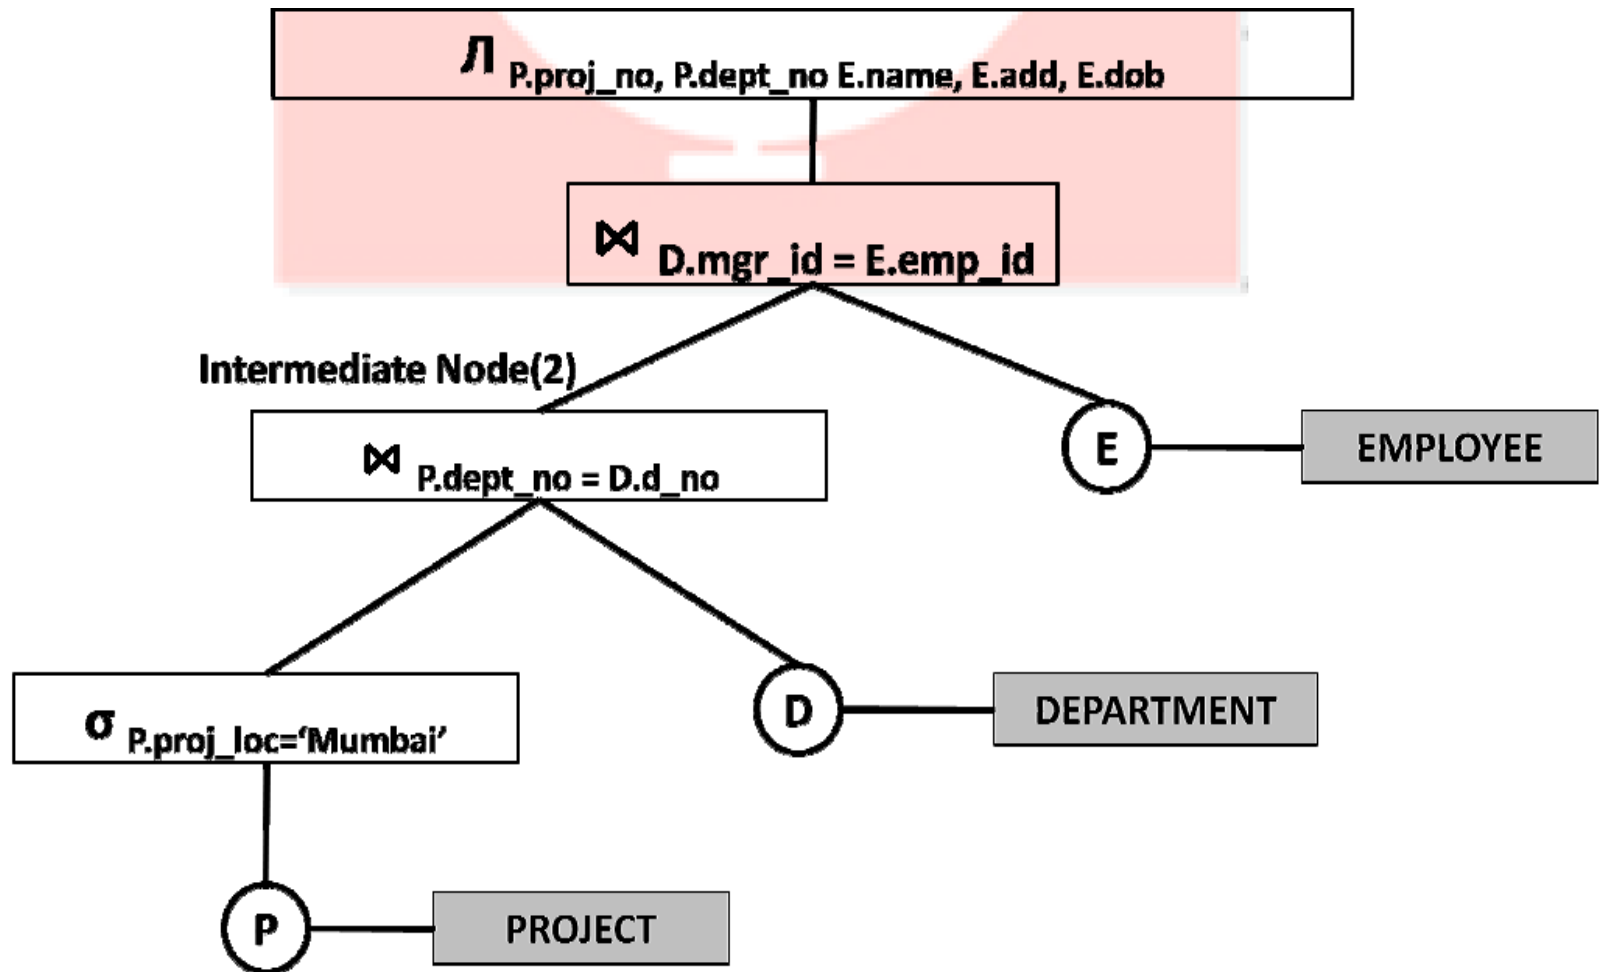 Л P.proj_no, P.dept_no E.name, E.add, E.dob
⋈ D.mgr_id = E.emp_id
Intermediate Node(2)
⋈ P.dept_no = D.d_no
E
EMPLOYEE
σ P.proj_loc=‘Mumbai’
D
DEPARTMENT
P
PROJECT